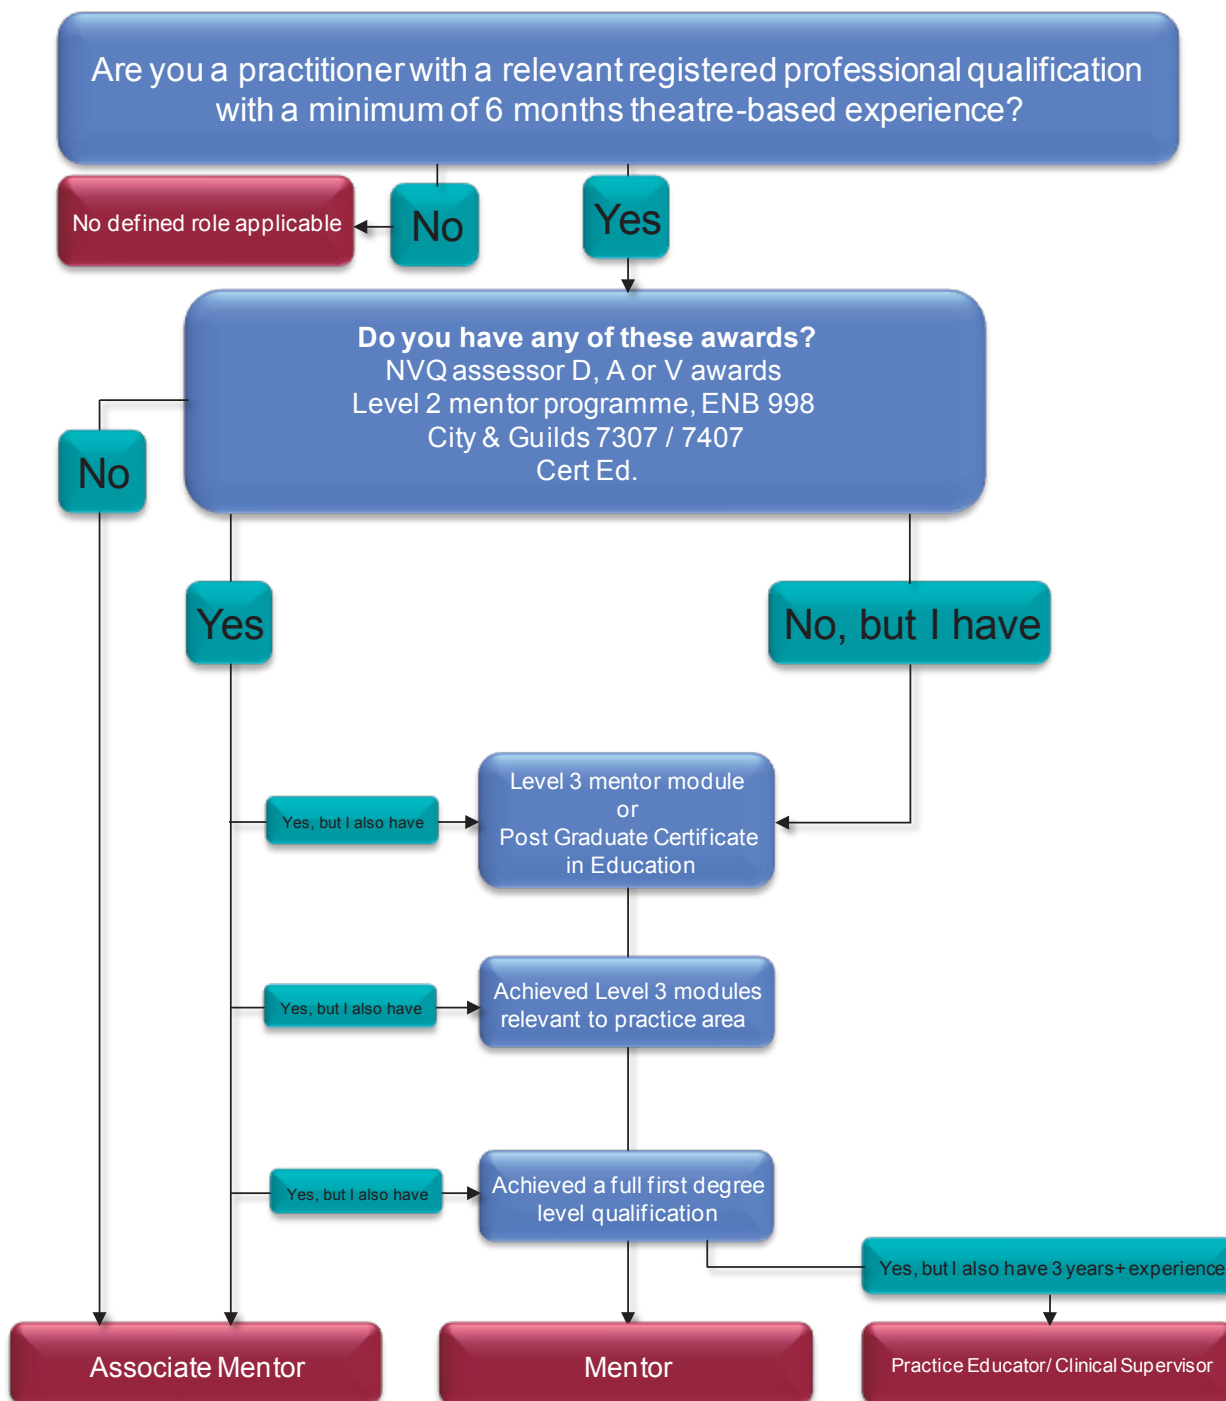 Are you a practitioner with a relevant registered professional qualification
with a minimum of 6 months theatre-based experience?
No defined role applicable
No
Yes
Do you have any of these awards?
NVQ assessor D, A or V awards
Level 2 mentor programme, ENB 998
City & Guilds 7307 / 7407
Cert Ed.
No
Yes
No, but I have
Level 3 mentor module
or
Post Graduate Certificate
in Education
Yes, but I also have
Achieved Level 3 modules
relevant to practice area
Yes, but I also have
Achieved a full first degree
level qualification
Yes, but I also have
Yes, but I also have 3 years+ experience
Associate Mentor
Mentor
Practice Educator/ Clinical Supervisor